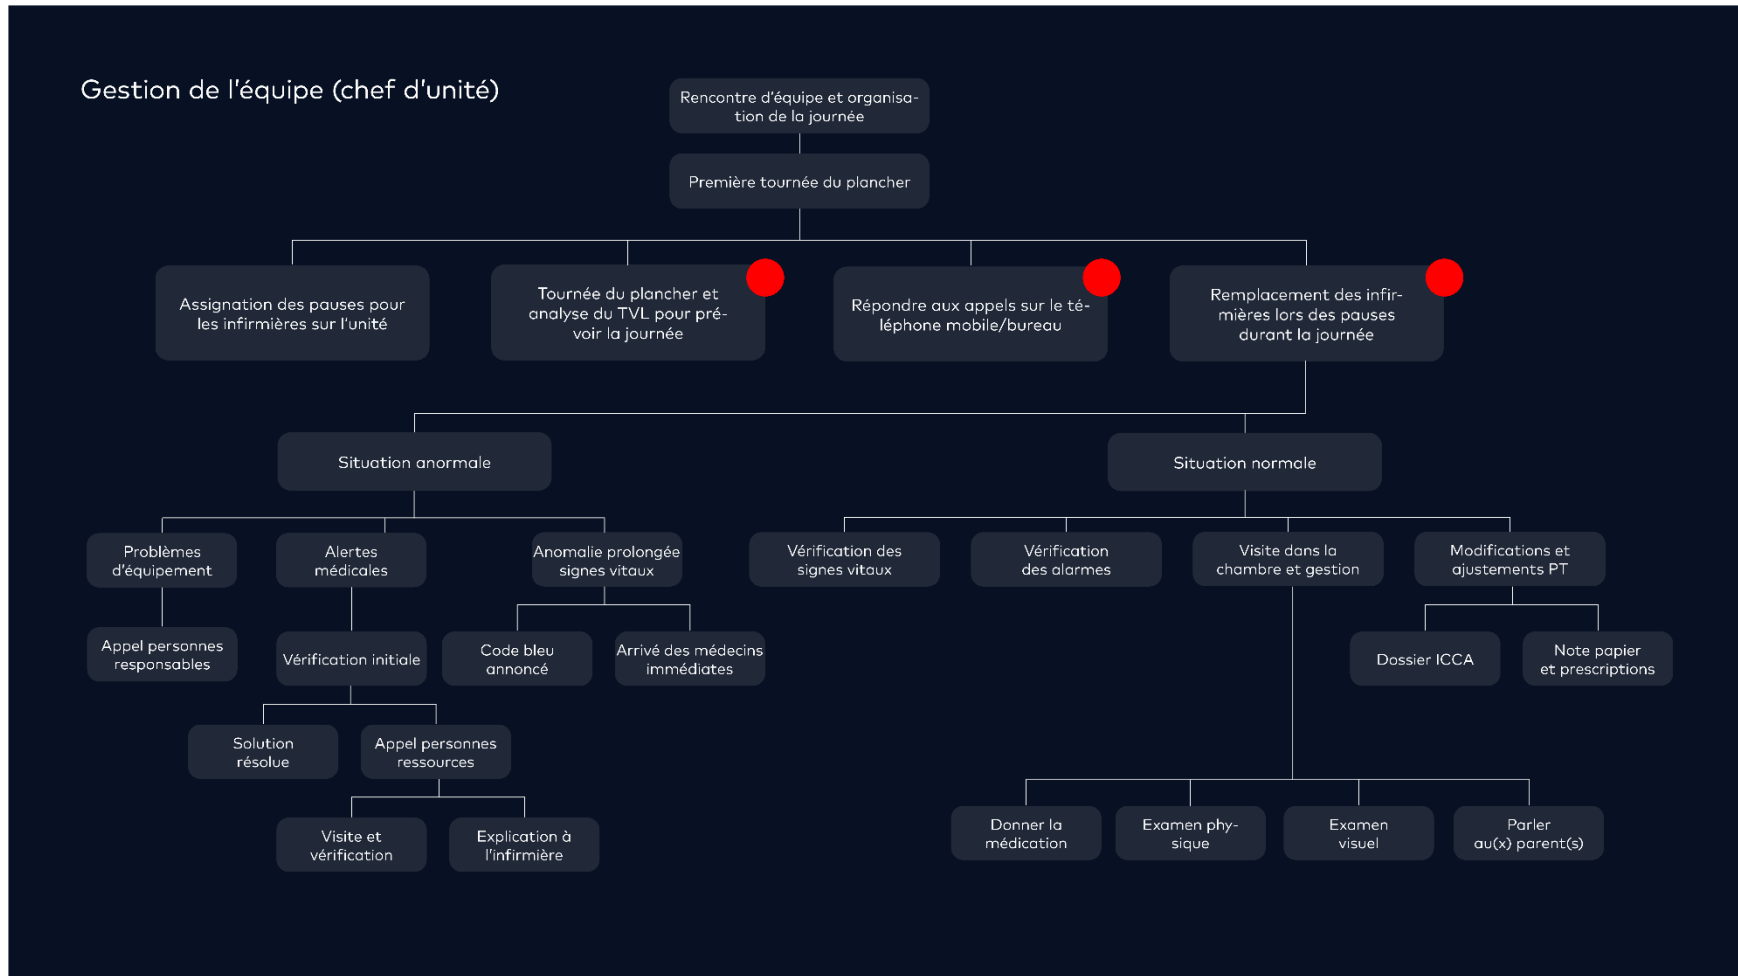 Gestion de l'équipe (chef d'unité)
Rencontre d'équipe et organisa-
tion de la journée
Première tournée du plancher
Assignation des pauses pour
les infirmières sur l'unité
Tournée du plancher et
analyse du TVL pour pré-
voir la journée
Répondre aux appels sur le té-
léphone mobile/bureau
Remplacement des infir-
mières lors des pauses
durant la journée
Situation anormale
Situation normale
Problèmes
d'équipement
Alertes
médicales
Anomalie prolongée
signes vitaux
Vérification des
signes vitaux
Vérification
des alarmes
Visite dans la
chambre et gestion
Modifications et
ajustements PT
Appel personnes
responsables
Vérification initiale
Code bleu
annoncé
Arrivé des médecins
immédiates
Dossier ICCA
Note papier
et prescriptions
Solution
résolue
Appel personnes
ressources
Visite et
vérification
Explication à
l'infirmière
Donner la
médication
Examen phy-
sique
Examen
visuel
Parler
au(x) parent(s)